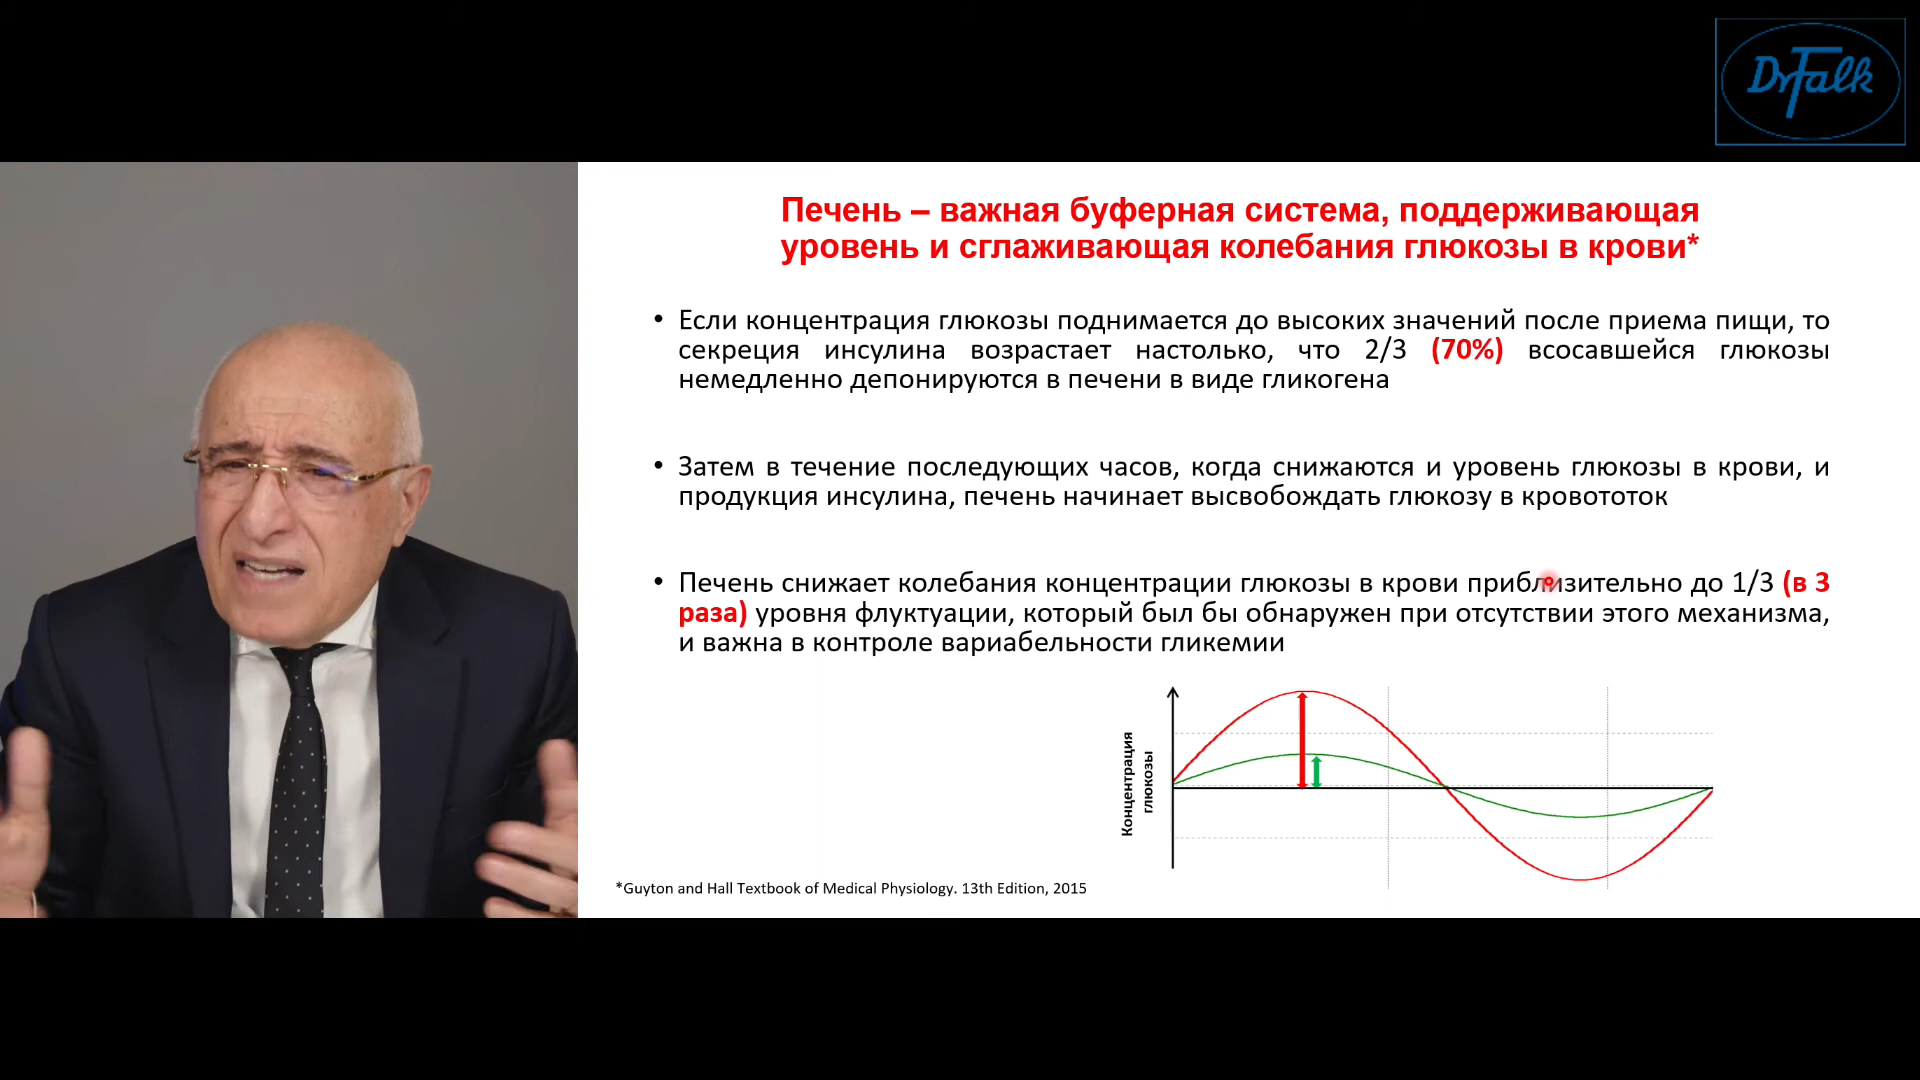 DrFalk
Печень – важная буферная система, поддерживающая
уровень и сглаживающая колебания глюкозы в крови*
• Если концентрация глюкозы поднимается до высоких значений после приема пищи, то
секреция инсулина возрастает настолько, что 2/3 (70%) всосавшейся глюкозы
немедленно депонируются в печени в виде гликогена
• Затем в течение последующих часов, когда снижаются и уровень глюкозы в крови, и
продукция инсулина, печень начинает высвобождать глюкозу в кровототок
• Печень снижает колебания концентрации глюкозы в крови приблизительно до 1/3 (в 3
раза) уровня флуктуации, который был бы обнаружен при отсутствии этого механизма,
и важна в контроле вариабельности гликемии
Концентрация
глюкозы
*Guyton and Hall Textbook of Medical Physiology. 13th Edition, 2015